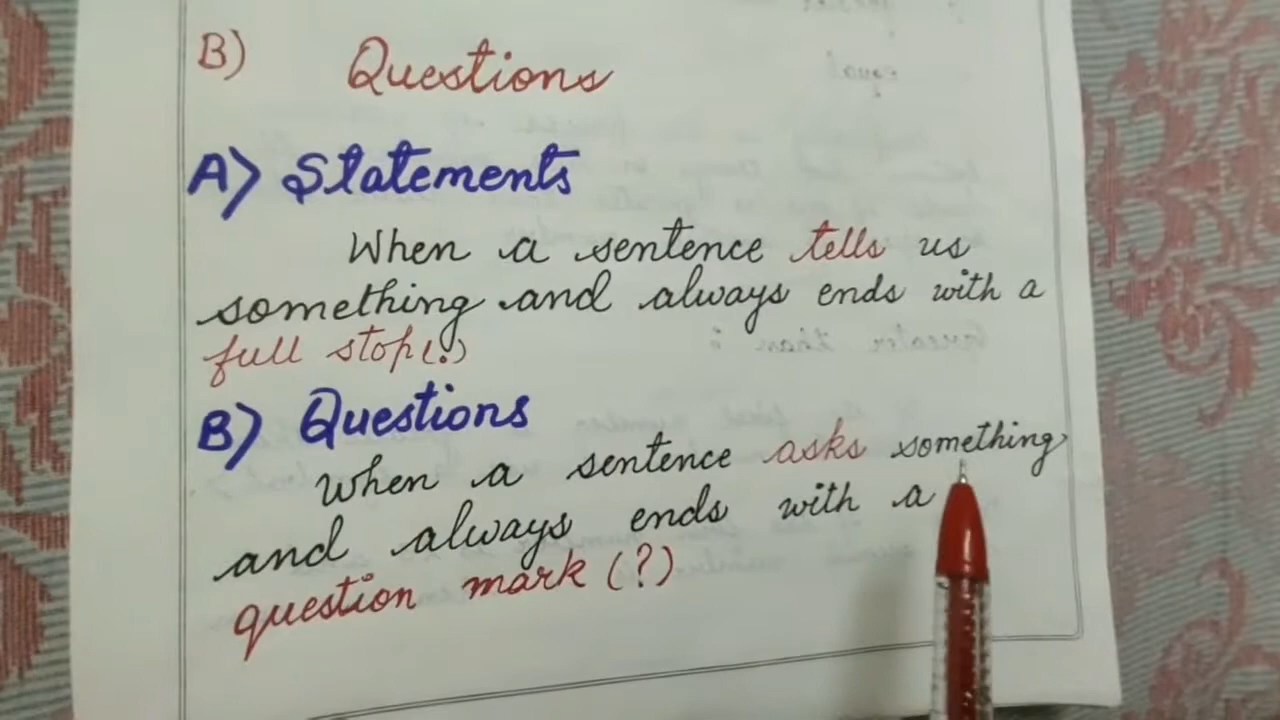 B) Questions
A) Statements
When a sentence tells us
something and always ends with a
full stop(.)
B) Questions
When a sentence asks something
and always ends with a
question mark (?)